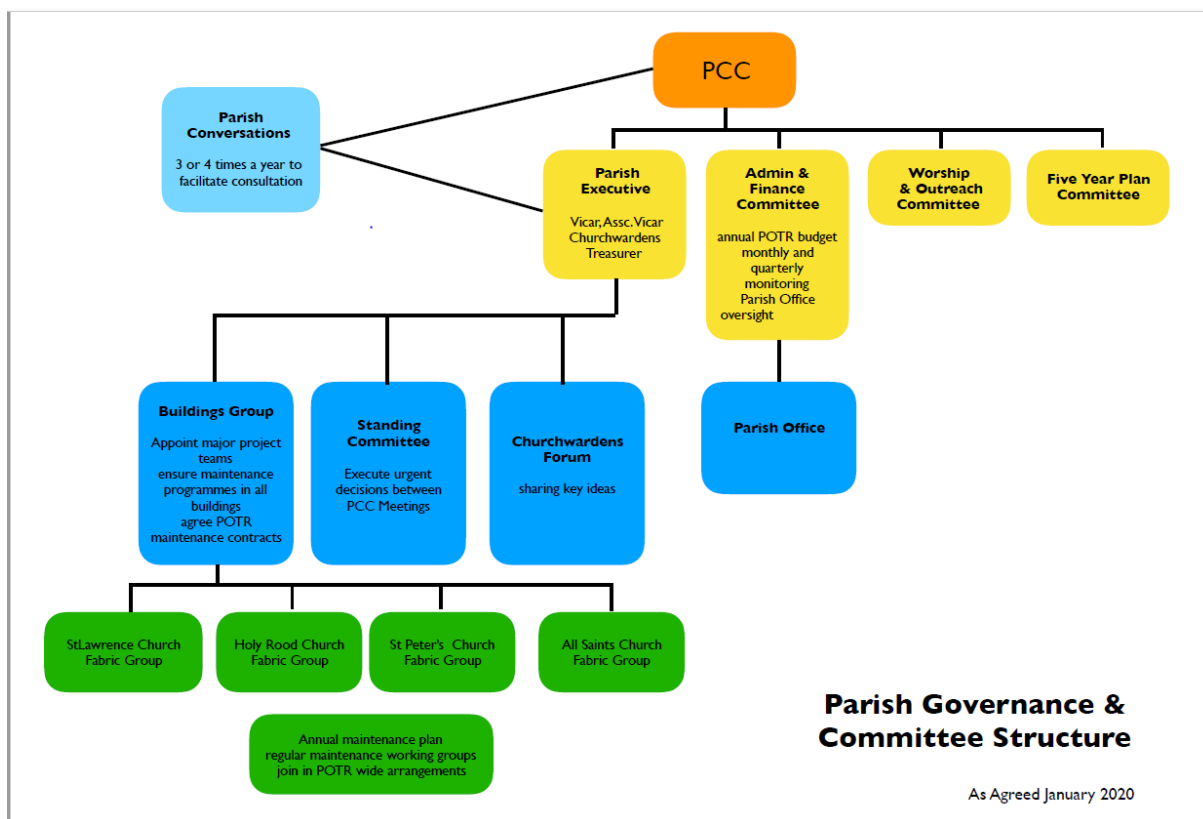 PCC
Parish
Conversations
3 or 4 times a year to
facilitate consultation
Parish
Executive
Vicar, Assc. Vicar
Churchwardens
Treasurer
Admin &
Finance
Committee
annual POTR budget
monthly and
quarterly
monitoring
Parish Office
oversight
Worship
& Outreach
Committee
Five Year Plan
Committee
Buildings Group
Appoint major project
teams
ensure maintenance
programmes in all
buildings
agree POTR
maintenance contracts
Standing
Committee
Execute urgent
decisions between
PCC Meetings
Churchwardens
Forum
sharing key ideas
Parish Office
StLawrence Church
Fabric Group
Holy Rood Church
Fabric Group
St Peter's Church
Fabric Group
All Saints Church
Fabric Group
Annual maintenance plan
regular maintenance working groups
join in POTR wide arrangements
Parish Governance &
Committee Structure
As Agreed January 2020